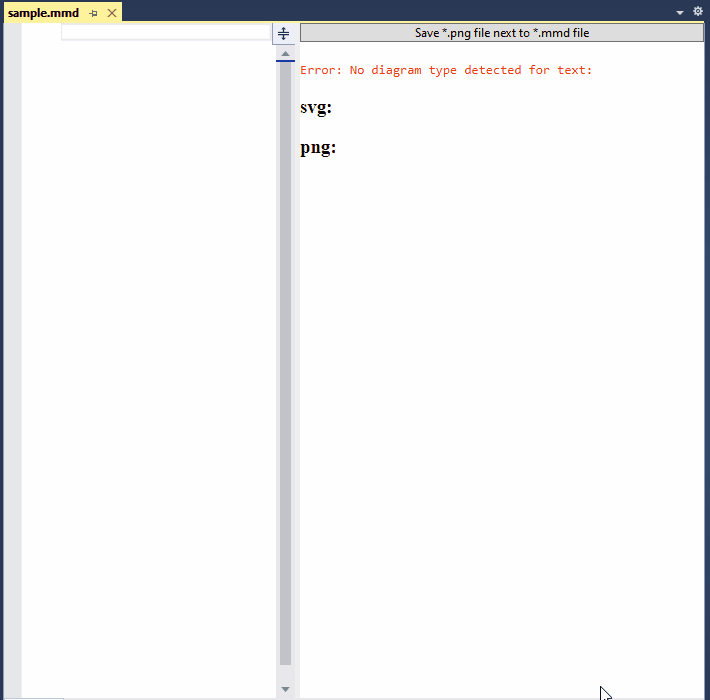 sample.mmd
Save *.png file next to *.mmd file
Error: No diagram type detected for text:
svg:
png: